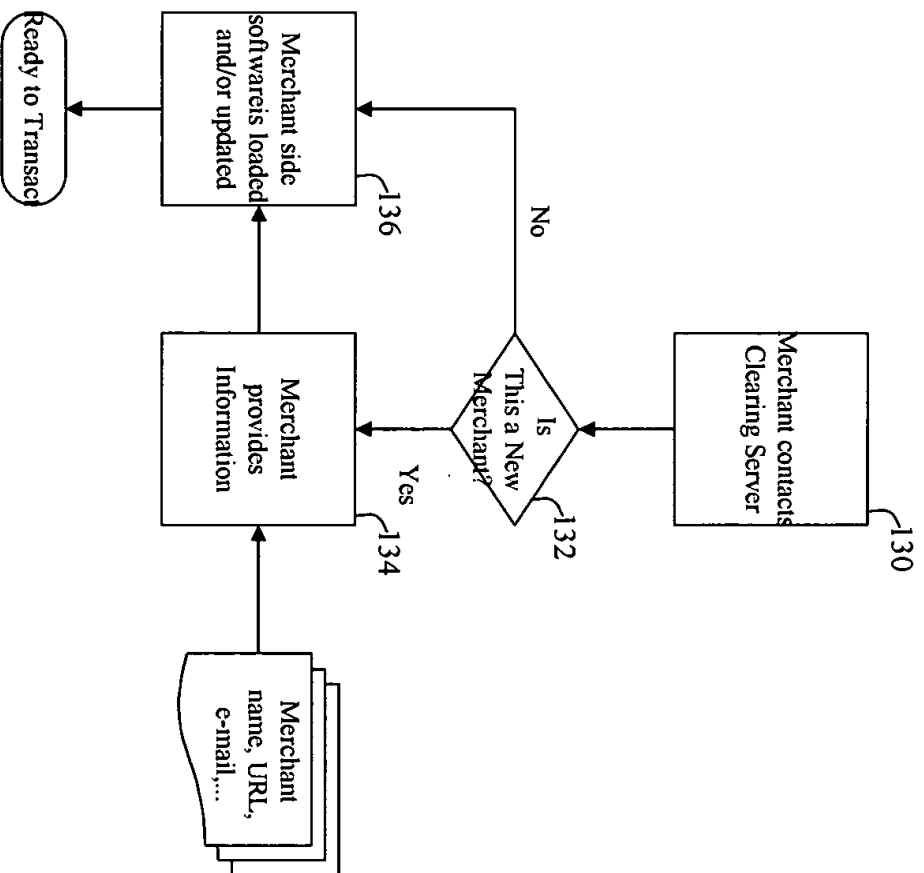 Merchant contacts
Clearing Server
130
Is
This a New
Merchant?
132
No
Yes
Merchant
provides
Information
134
Merchant
name, URL,
e-mail,...
Merchant side
softwareis loaded
and/or updated
136
Ready to Transact